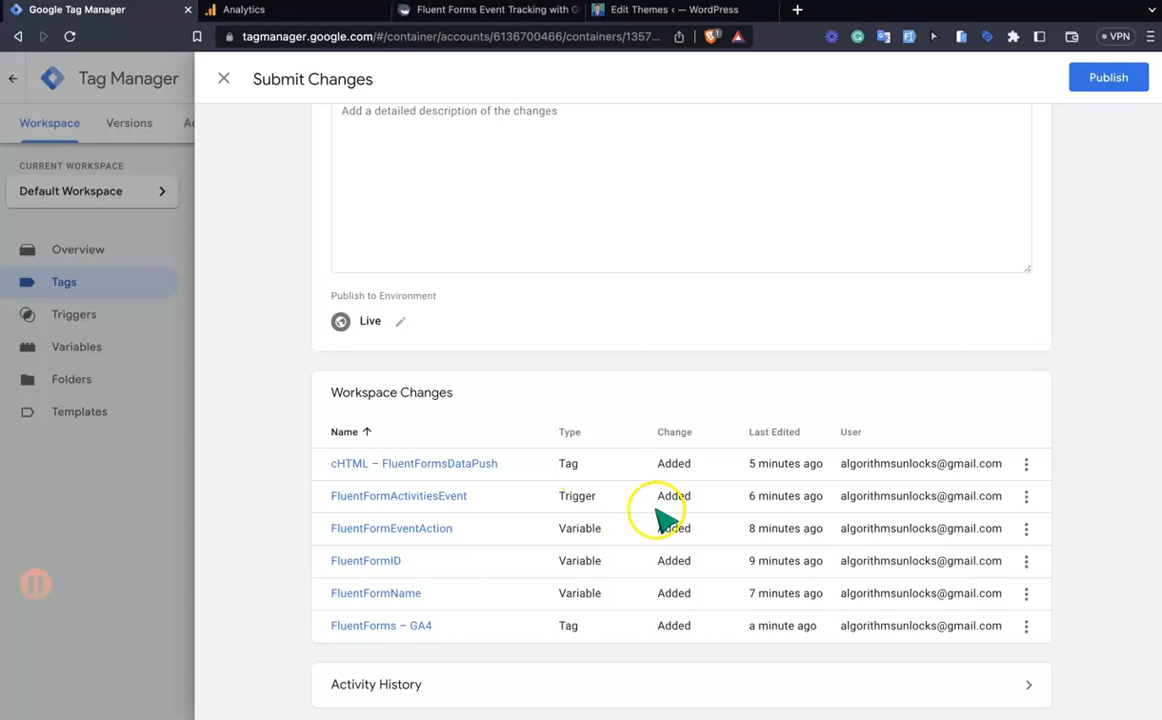 Google Tag Manager
Analytics
Fluent Forms Event Tracking with G
Edit Themes ‹ — WordPress
tagmanager.google.com/#/container/accounts/6136700466/containers/1357...
VPN
Tag Manager
Submit Changes
Publish
Workspace
Versions
Ad
Add a detailed description of the changes
CURRENT WORKSPACE
Default Workspace
Overview
Tags
Triggers
Variables
Folders
Templates
Publish to Environment
Live
Workspace Changes
Name Type Change Last Edited User
cHTML – FluentFormsDataPush Tag Added 5 minutes ago algorithmsunlocks@gmail.com
FluentFormActivitiesEvent Trigger Added 6 minutes ago algorithmsunlocks@gmail.com
FluentFormEventAction Variable Added 8 minutes ago algorithmsunlocks@gmail.com
FluentFormID Variable Added 9 minutes ago algorithmsunlocks@gmail.com
FluentFormName Variable Added 7 minutes ago algorithmsunlocks@gmail.com
FluentForms – GA4 Tag Added a minute ago algorithmsunlocks@gmail.com
Activity History